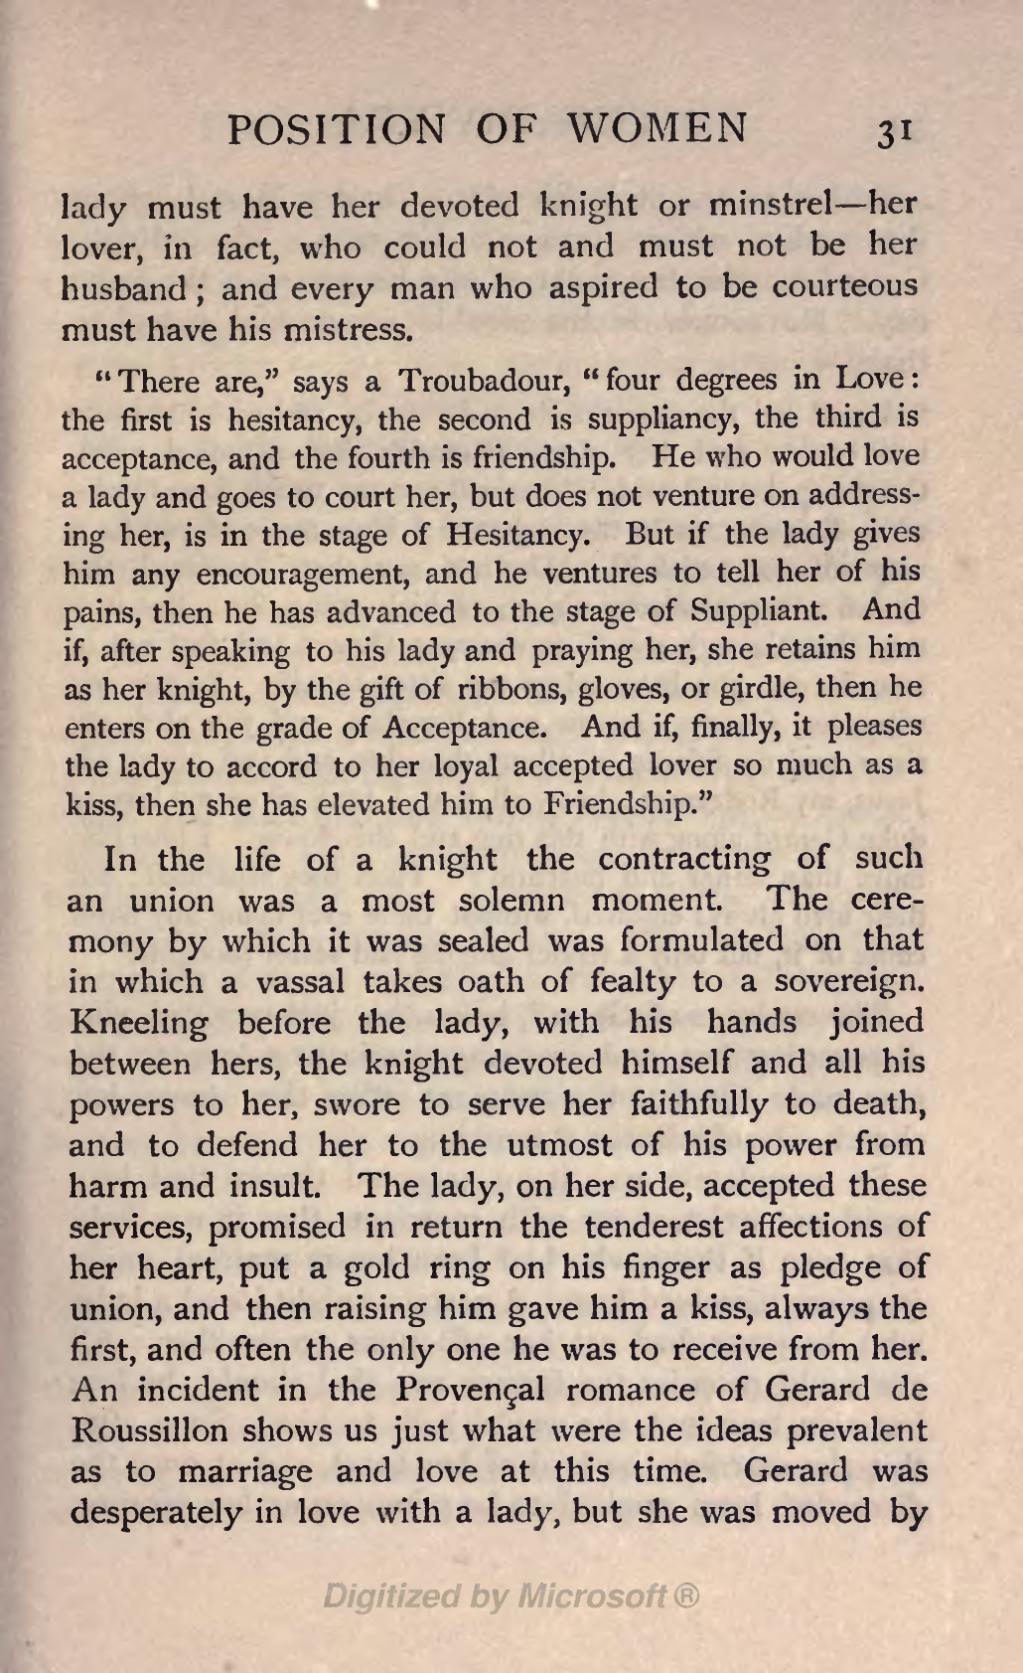 POSITION OF WOMEN 31
lady must have her devoted knight or minstrel—her
lover, in fact, who could not and must not be her
husband ; and every man who aspired to be courteous
must have his mistress.
“ There are,” says a Troubadour, “ four degrees in Love :
the first is hesitancy, the second is suppliancy, the third is
acceptance, and the fourth is friendship. He who would love
a lady and goes to court her, but does not venture on address-
ing her, is in the stage of Hesitancy. But if the lady gives
him any encouragement, and he ventures to tell her of his
pains, then he has advanced to the stage of Suppliant. And
if, after speaking to his lady and praying her, she retains him
as her knight, by the gift of ribbons, gloves, or girdle, then he
enters on the grade of Acceptance. And if, finally, it pleases
the lady to accord to her loyal accepted lover so much as a
kiss, then she has elevated him to Friendship.”
In the life of a knight the contracting of such
an union was a most solemn moment. The cere-
mony by which it was sealed was formulated on that
in which a vassal takes oath of fealty to a sovereign.
Kneeling before the lady, with his hands joined
between hers, the knight devoted himself and all his
powers to her, swore to serve her faithfully to death,
and to defend her to the utmost of his power from
harm and insult. The lady, on her side, accepted these
services, promised in return the tenderest affections of
her heart, put a gold ring on his finger as pledge of
union, and then raising him gave him a kiss, always the
first, and often the only one he was to receive from her.
An incident in the Provençal romance of Gerard de
Roussillon shows us just what were the ideas prevalent
as to marriage and love at this time. Gerard was
desperately in love with a lady, but she was moved by
Digitized by Microsoft ®